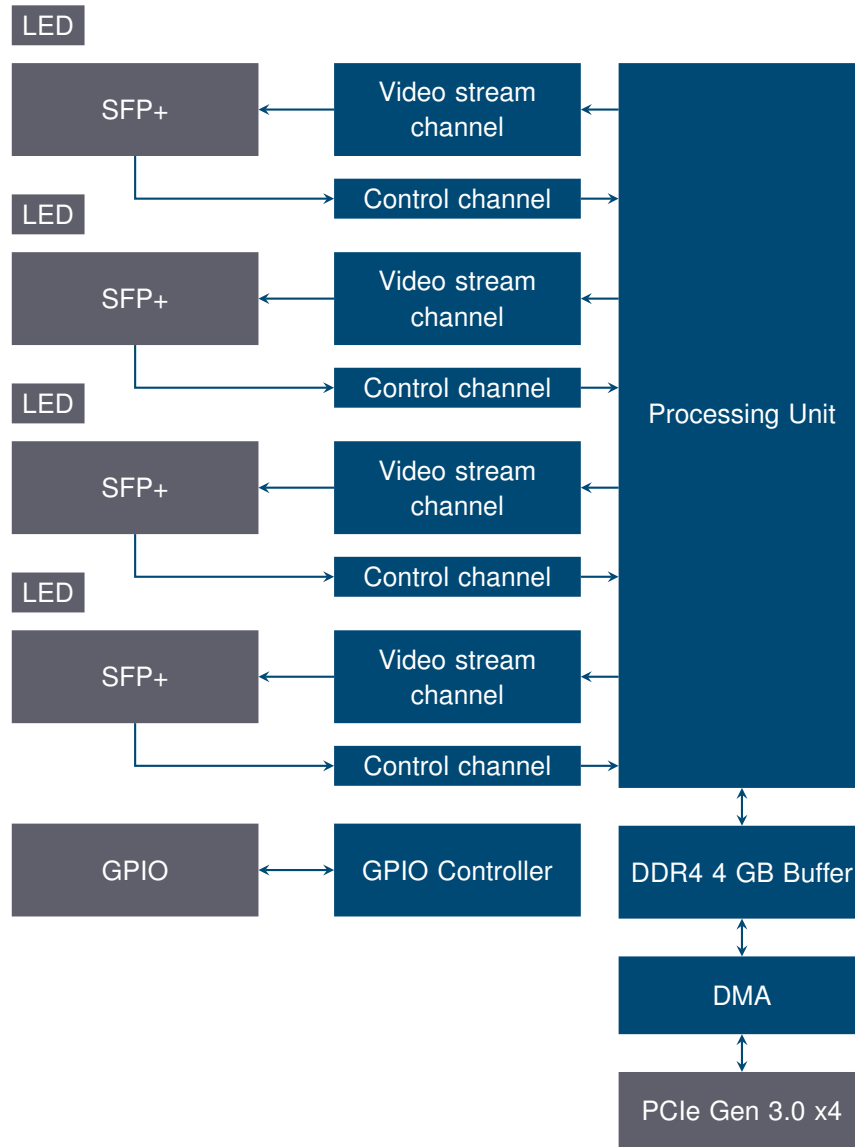 LED
SFP+
Video stream
channel
Control channel
LED
SFP+
Video stream
channel
Control channel
Processing Unit
LED
SFP+
Video stream
channel
Control channel
LED
SFP+
Video stream
channel
Control channel
GPIO
GPIO Controller
DDR4 4 GB Buffer
DMA
PCIe Gen 3.0 x4